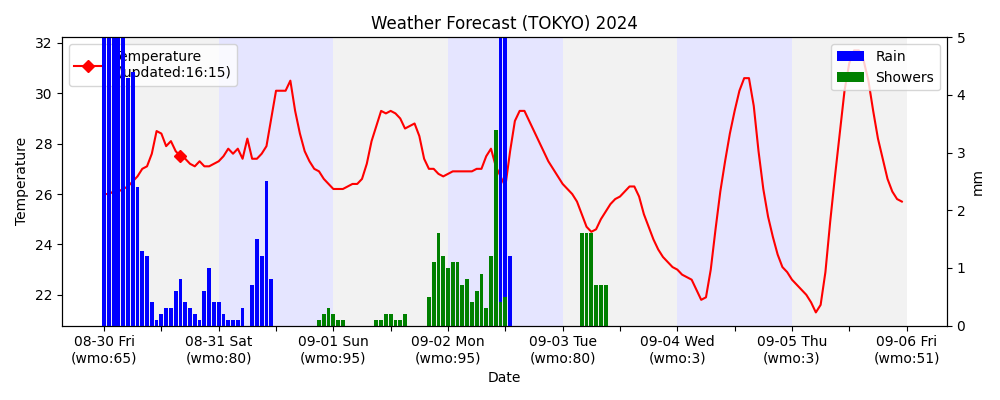 Weather Forecast (TOKYO) 2024
Temperature
(updated:16:15)
Rain
Showers
Temperature
32
30
28
26
24
22
5
4
3
2
1
0
mm
08-30 Fri
(wmo:65)
08-31 Sat
(wmo:80)
09-01 Sun
(wmo:95)
09-02 Mon
(wmo:95)
09-03 Tue
(wmo:80)
09-04 Wed
(wmo:3)
09-05 Thu
(wmo:3)
09-06 Fri
(wmo:51)
Date